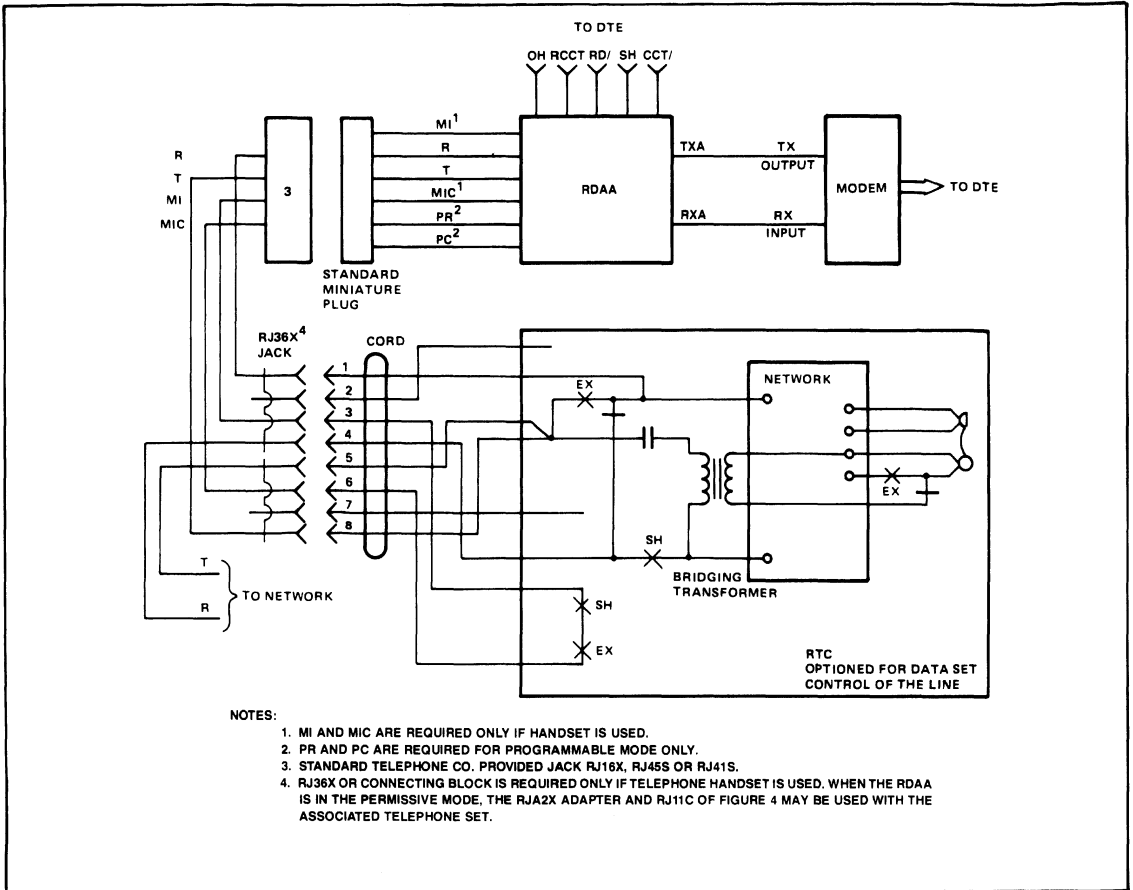 TO DTE
OH RCCT RD/ SH CCT/
MI1
R
T
MIC1
PR2
PC2
R
T
MI
MIC
3
STANDARD
MINIATURE
PLUG
RDAA
TXA
TX
OUTPUT
RXA
RX
INPUT
MODEM
TO DTE
RJ36X4
JACK
CORD
1
2
3
4
5
6
7
8
T
R
TO NETWORK
EX
NETWORK
EX
SH
BRIDGING
TRANSFORMER
SH
EX
RTC
OPTIONED FOR DATA SET
CONTROL OF THE LINE
NOTES:
1. MI AND MIC ARE REQUIRED ONLY IF HANDSET IS USED.
2. PR AND PC ARE REQUIRED FOR PROGRAMMABLE MODE ONLY.
3. STANDARD TELEPHONE CO. PROVIDED JACK RJ16X, RJ45S OR RJ41S.
4. RJ36X OR CONNECTING BLOCK IS REQUIRED ONLY IF TELEPHONE HANDSET IS USED. WHEN THE RDAA
IS IN THE PERMISSIVE MODE, THE RJA2X ADAPTER AND RJ11C OF FIGURE 4 MAY BE USED WITH THE
ASSOCIATED TELEPHONE SET.